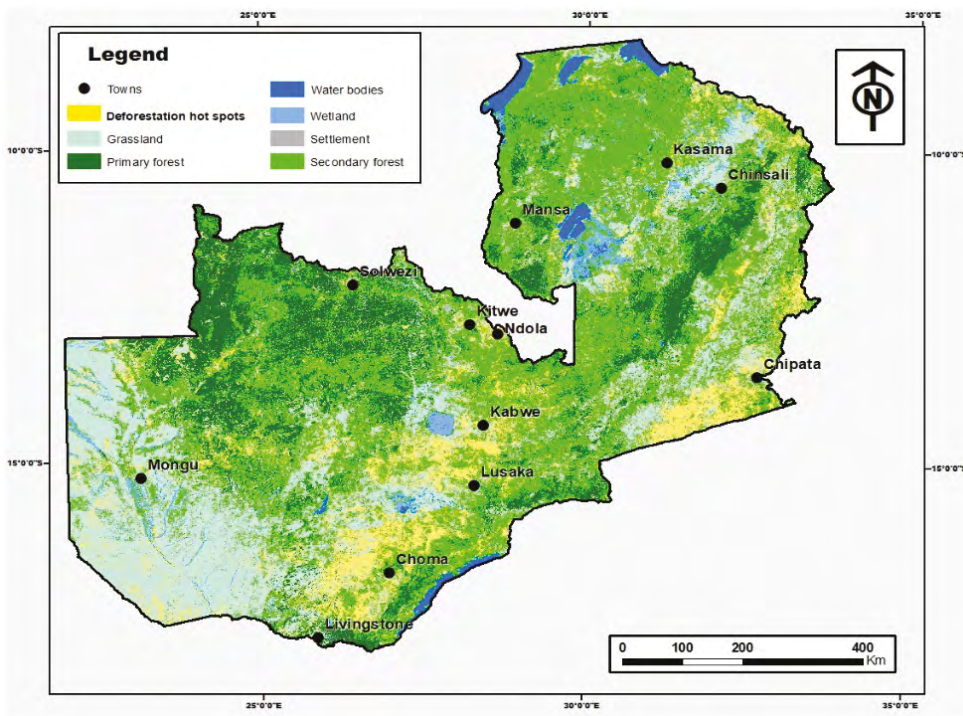 25°0'0"E 30°0'0"E 35°0'0"E
Legend
Towns
Deforestation hot spots
Grassland
Primary forest
Water bodies
Wetland
Settlement
Secondary forest
N
10°0'0"S 10°0'0"S
Kasama
Chinsali
Mansa
Solwezi
Kitwe
Ndola
Chipata
Kabwe
15°0'0"S 15°0'0"S
Mongu
Lusaka
Choma
Livingstone
0 100 200 400
Km
25°0'0"E 30°0'0"E 35°0'0"E